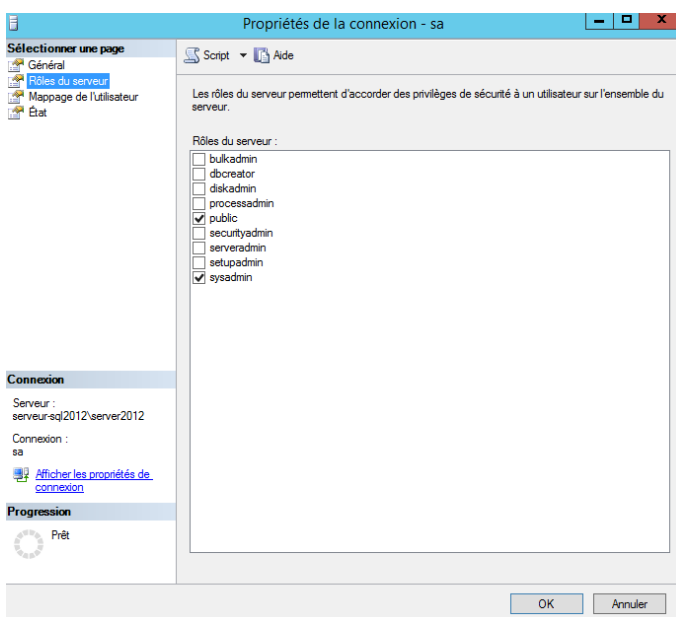 Propriétés de la connexion - sa
Sélectionner une page
Général
Rôles du serveur
Mappage de l'utilisateur
État
Script
Aide
Les rôles du serveur permettent d'accorder des privilèges de sécurité à un utilisateur sur l'ensemble du
serveur.
Rôles du serveur :
bulkadmin
dbcreator
diskadmin
processadmin
public
securityadmin
serveradmin
setupadmin
sysadmin
Connexion
Serveur :
serveur-sql2012\server2012
Connexion :
sa
Afficher les propriétés de
connexion
Progression
Prêt
OK
Annuler